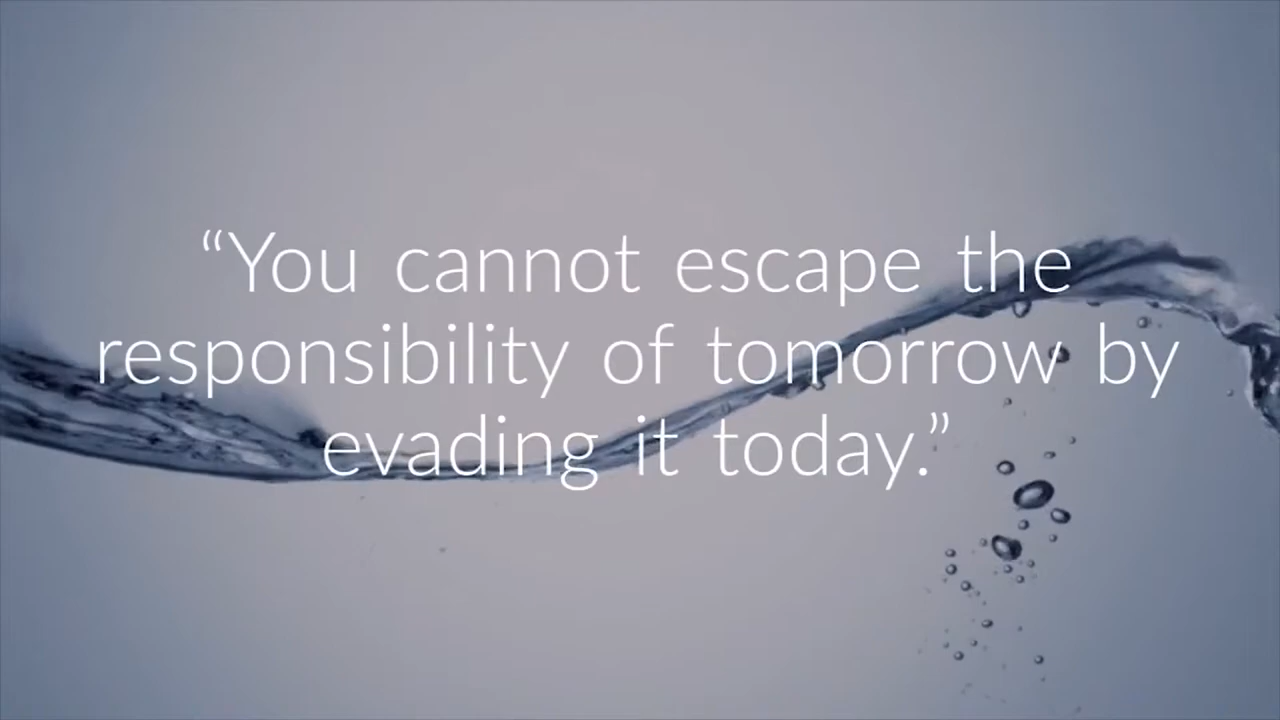 “You cannot escape the
responsibility of tomorrow by
evading it today.”